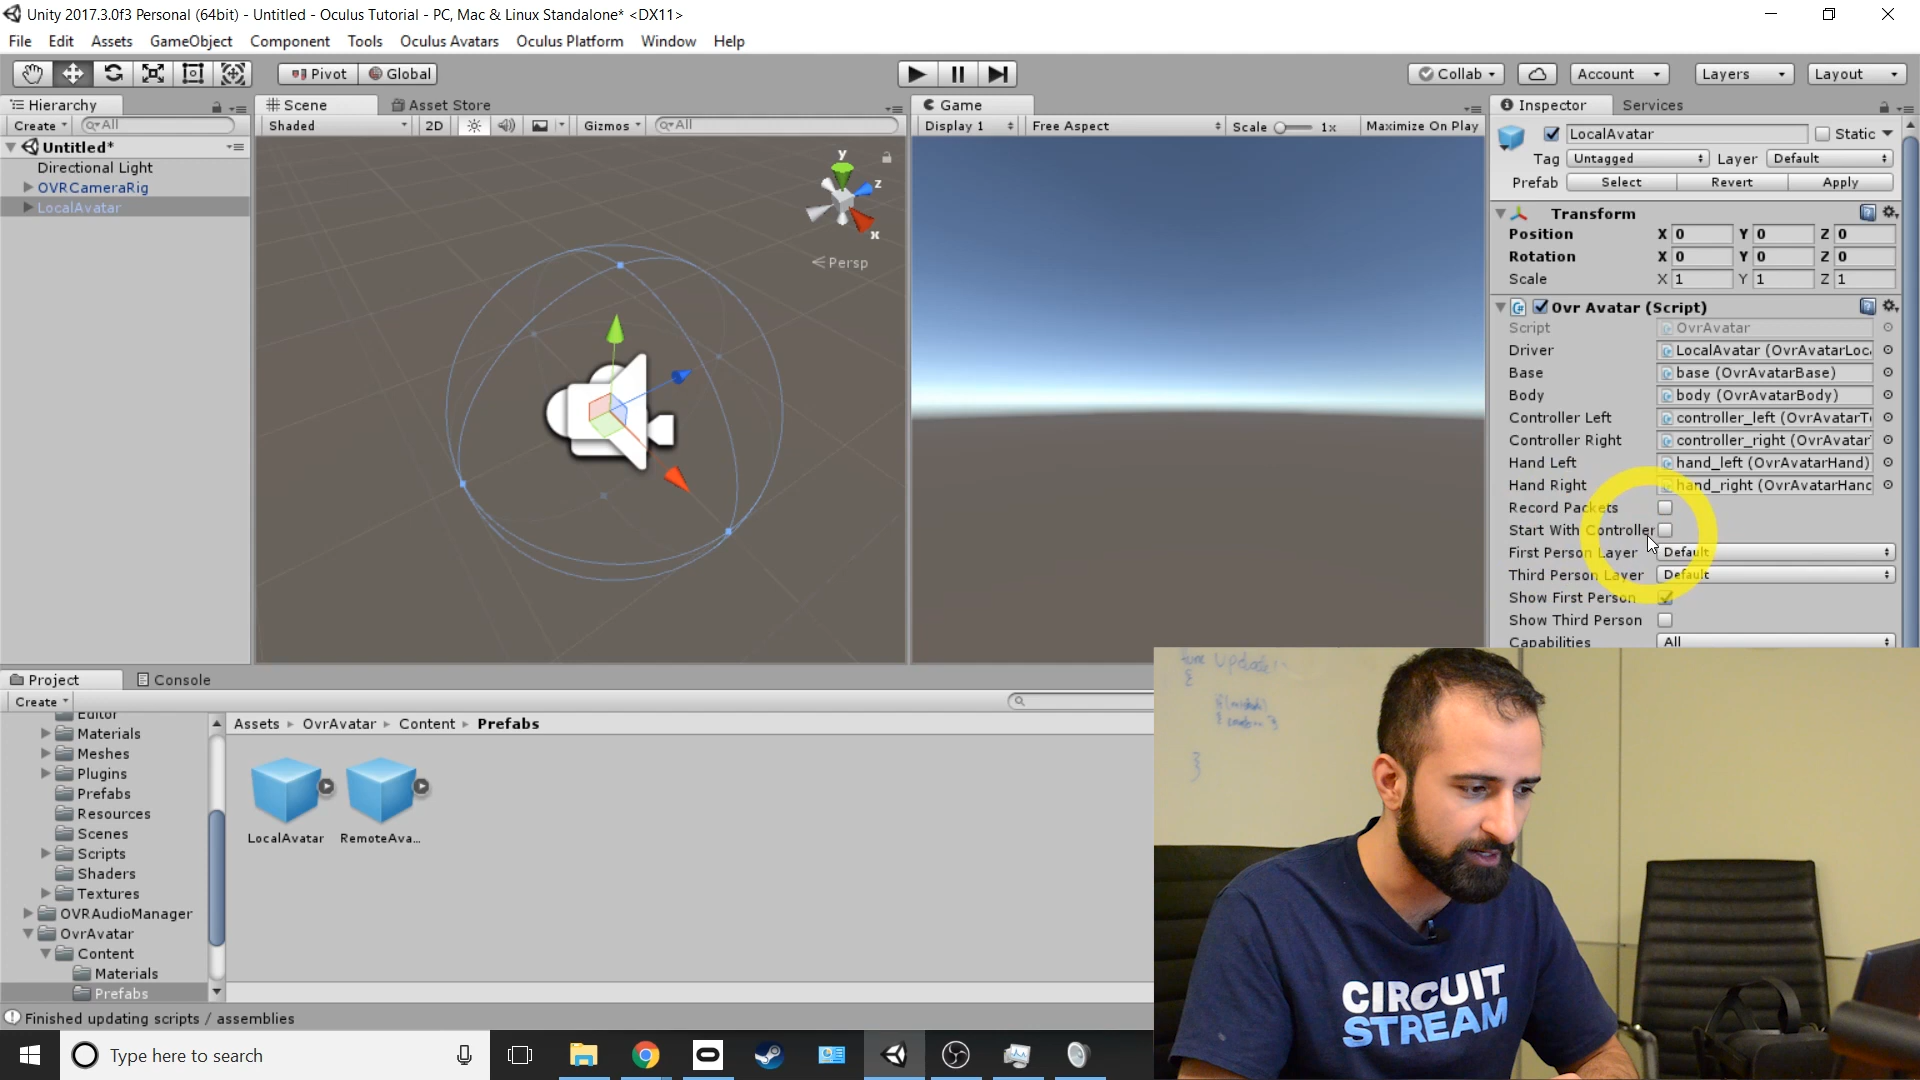 Unity 2017.3.0f3 Personal (64bit) - Untitled - Oculus Tutorial - PC, Mac & Linux Standalone* <DX11>
File Edit Assets GameObject Component Tools Oculus Avatars Oculus Platform Window Help
Pivot Global Collab Account Layers Layout
Hierarchy
Create All
Untitled*
Directional Light
OVRCameraRig
LocalAvatar
Scene Asset Store
Shaded 2D Gizmos All
y
z
x
Persp
Game
Display 1 Free Aspect Scale 1x Maximize On Play
Inspector Services
LocalAvatar Static
Tag Untagged Layer Default
Prefab Select Revert Apply
Transform
Position X 0 Y 0 Z 0
Rotation X 0 Y 0 Z 0
Scale X 1 Y 1 Z 1
Ovr Avatar (Script)
Script OvrAvatar
Driver LocalAvatar (OvrAvatarLoc
Base base (OvrAvatarBase)
Body body (OvrAvatarBody)
Controller Left controller_left (OvrAvatarT
Controller Right controller_right (OvrAvatar
Hand Left hand_left (OvrAvatarHand)
Hand Right hand_right (OvrAvatarHand
Record Packets
Start With Controller
First Person Layer Default
Third Person Layer Default
Show First Person
Show Third Person
Capabilities All
Project Console
Create
Editor
Materials
Meshes
Plugins
Prefabs
Resources
Scenes
Scripts
Shaders
Textures
OVRAudioManager
OvrAvatar
Content
Materials
Prefabs
Assets OvrAvatar Content Prefabs
LocalAvatar RemoteAva...
Finished updating scripts / assemblies
Type here to search
CIRCUIT
STREAM